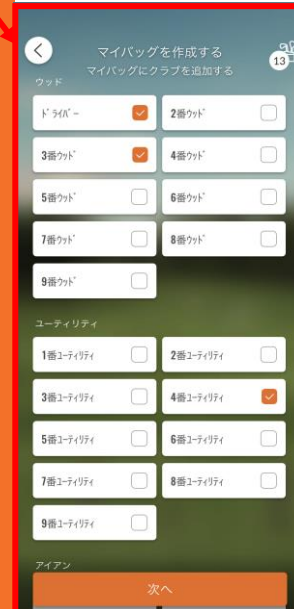 マイバッグを作成する
マイバッグにクラブを追加する
13
ウッド
ﾄﾞﾗｲﾊﾞｰ
2番ｳｯﾄﾞ
3番ｳｯﾄﾞ
4番ｳｯﾄﾞ
5番ｳｯﾄﾞ
6番ｳｯﾄﾞ
7番ｳｯﾄﾞ
8番ｳｯﾄﾞ
9番ｳｯﾄﾞ
ユーティリティ
1番ﾕｰﾃｨﾘﾃｨ
2番ﾕｰﾃｨﾘﾃｨ
3番ﾕｰﾃｨﾘﾃｨ
4番ﾕｰﾃｨﾘﾃｨ
5番ﾕｰﾃｨﾘﾃｨ
6番ﾕｰﾃｨﾘﾃｨ
7番ﾕｰﾃｨﾘﾃｨ
8番ﾕｰﾃｨﾘﾃｨ
9番ﾕｰﾃｨﾘﾃｨ
アイアン
次へ